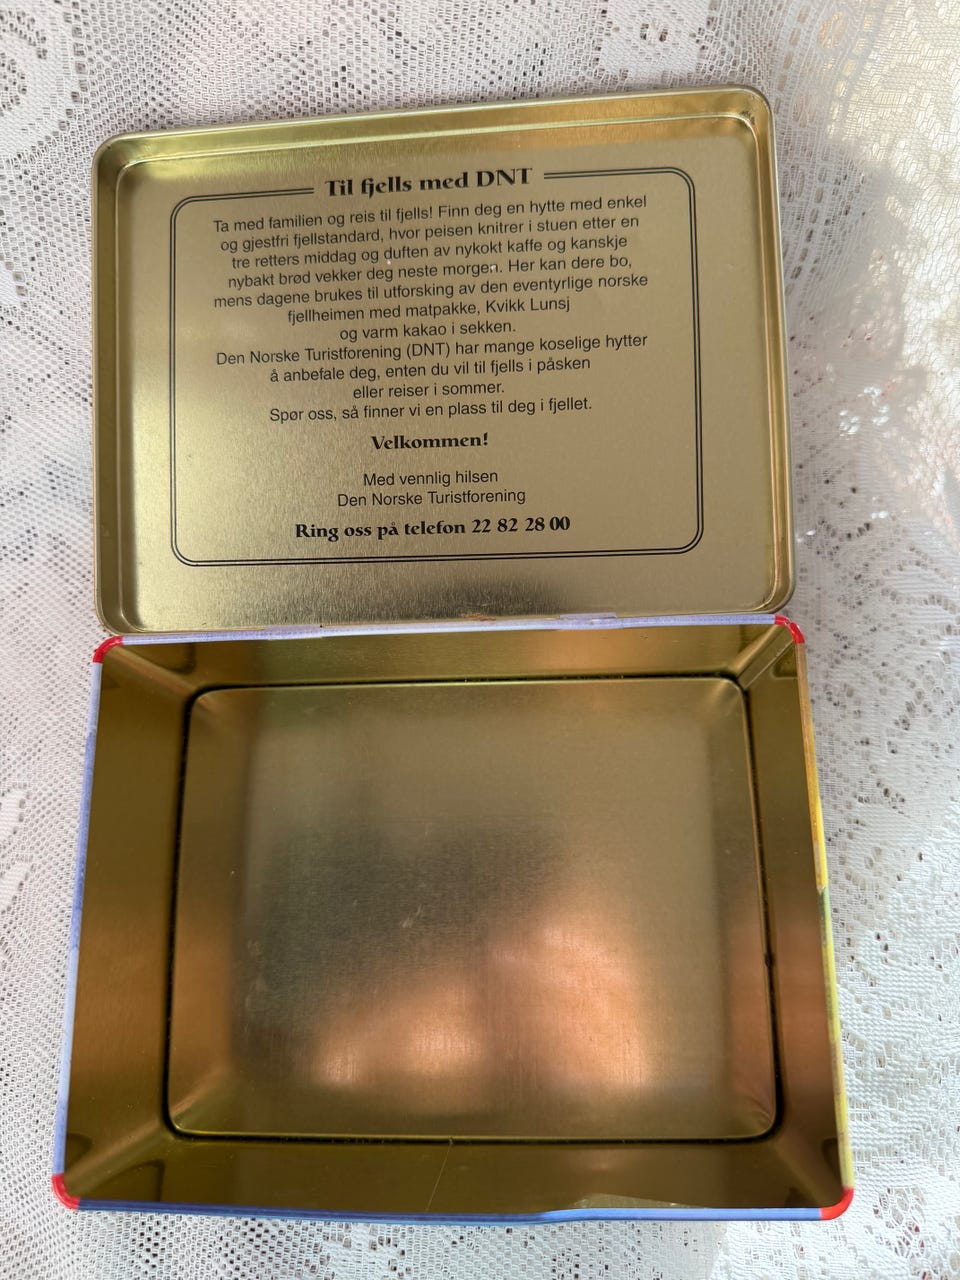 Til fjells med DNT
Ta med familien og reis til fjells! Finn deg en hytte med enkel
og gjestfri fjellstandard, hvor peisen knitrer i stuen etter en
tre retters middag og duften av nykokt kaffe og kanskje
nybakt brød vekker deg neste morgen. Her kan dere bo,
mens dagene brukes til utforsking av den eventyrlige norske
fjellheimen med matpakke, Kvikk Lunsj
og varm kakao i sekken.
Den Norske Turistforening (DNT) har mange koselige hytter
å anbefale deg, enten du vil til fjells i påsken
eller reiser i sommer.
Spør oss, så finner vi en plass til deg i fjellet.
Velkommen!
Med vennlig hilsen
Den Norske Turistforening
Ring oss på telefon 22 82 28 00